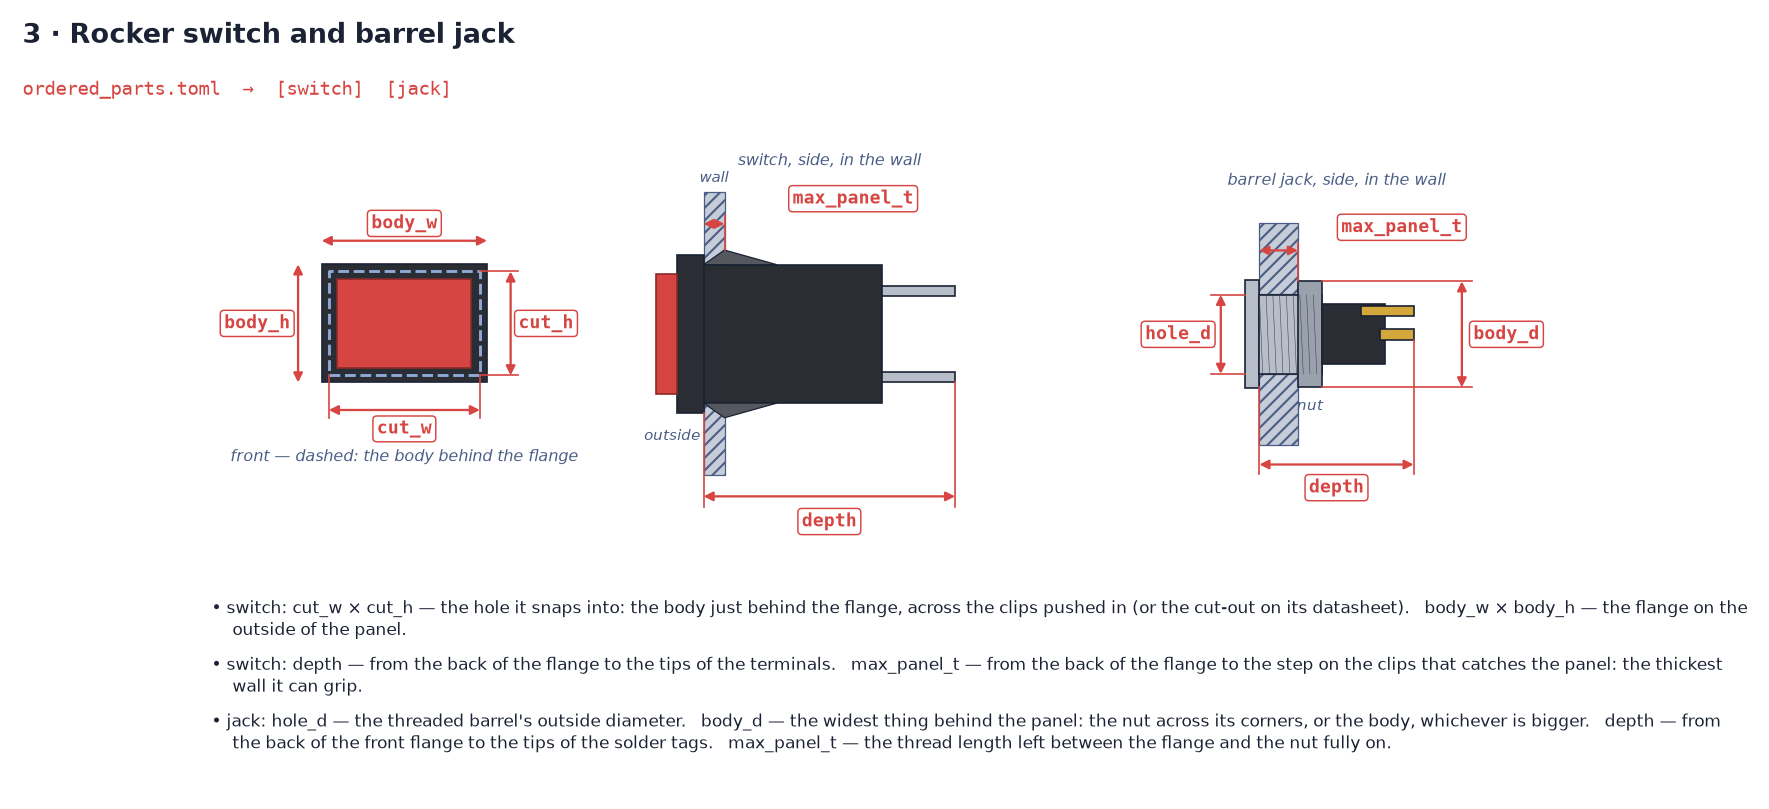 3 · Rocker switch and barrel jack
ordered_parts.toml → [switch] [jack]
switch, side, in the wall
wall
max_panel_t
barrel jack, side, in the wall
max_panel_t
body_w
body_h
cut_h
cut_w
front — dashed: the body behind the flange
outside
depth
hole_d
body_d
nut
depth
• switch: cut_w × cut_h — the hole it snaps into: the body just behind the flange, across the clips pushed in (or the cut-out on its datasheet). body_w × body_h — the flange on the
outside of the panel.
• switch: depth — from the back of the flange to the tips of the terminals. max_panel_t — from the back of the flange to the step on the clips that catches the panel: the thickest
wall it can grip.
• jack: hole_d — the threaded barrel's outside diameter. body_d — the widest thing behind the panel: the nut across its corners, or the body, whichever is bigger. depth — from
the back of the front flange to the tips of the solder tags. max_panel_t — the thread length left between the flange and the nut fully on.